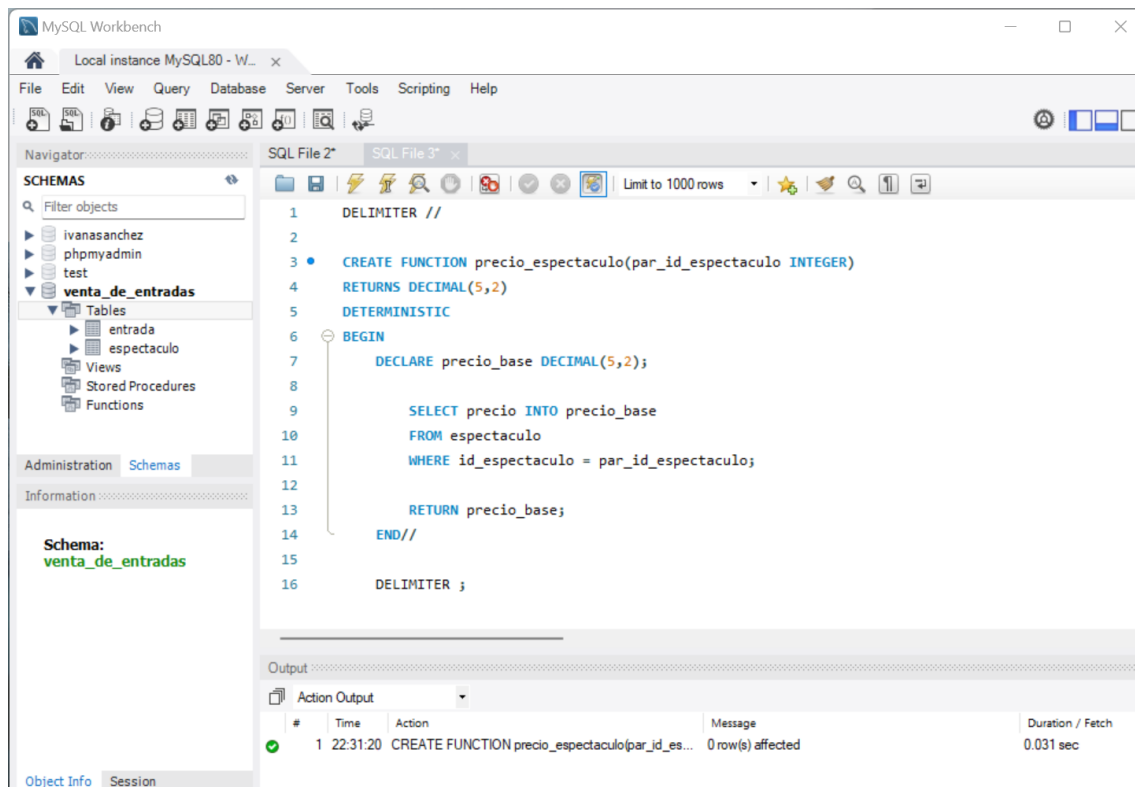 MySQL Workbench
Local instance MySQL80 - W...
File Edit View Query Database Server Tools Scripting Help
Navigator
SCHEMAS
Filter objects
ivanasanchez
phpmyadmin
test
venta_de_entradas
Tables
entrada
espectaculo
Views
Stored Procedures
Functions
Administration Schemas
Information
Schema:
venta_de_entradas
Object Info Session
SQL File 2* SQL File 3*
Limit to 1000 rows
1 DELIMITER //
2
3 CREATE FUNCTION precio_espectaculo(par_id_espectaculo INTEGER)
4 RETURNS DECIMAL(5,2)
5 DETERMINISTIC
6 BEGIN
7 DECLARE precio_base DECIMAL(5,2);
8
9 SELECT precio INTO precio_base
10 FROM espectaculo
11 WHERE id_espectaculo = par_id_espectaculo;
12
13 RETURN precio_base;
14 END//
15
16 DELIMITER ;
Output
Action Output
# Time Action Message Duration / Fetch
1 22:31:20 CREATE FUNCTION precio_espectaculo(par_id_es... 0 row(s) affected 0.031 sec